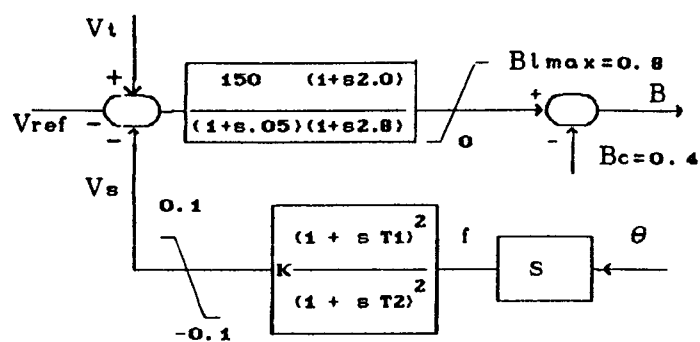 Vt
+
150 (1+s2.0)
(1+s.05)(1+s2.8)
Blmax=0.8
0
+
B
Vref
-
-
-
Bc=0.4
Vs
0.1
-0.1
K
(1 + s T1)^2
(1 + s T2)^2
f
S
θ